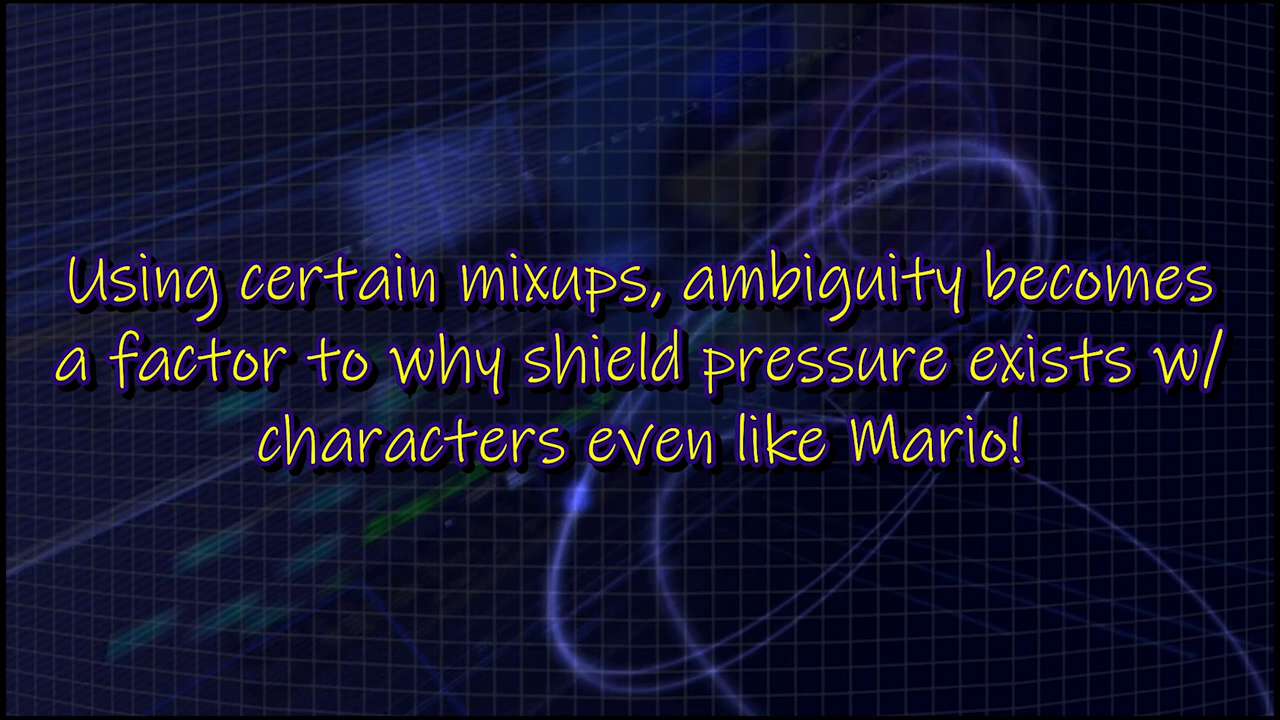 Using certain mixups, ambiguity becomes
a factor to why shield pressure exists w/
characters even like Mario!